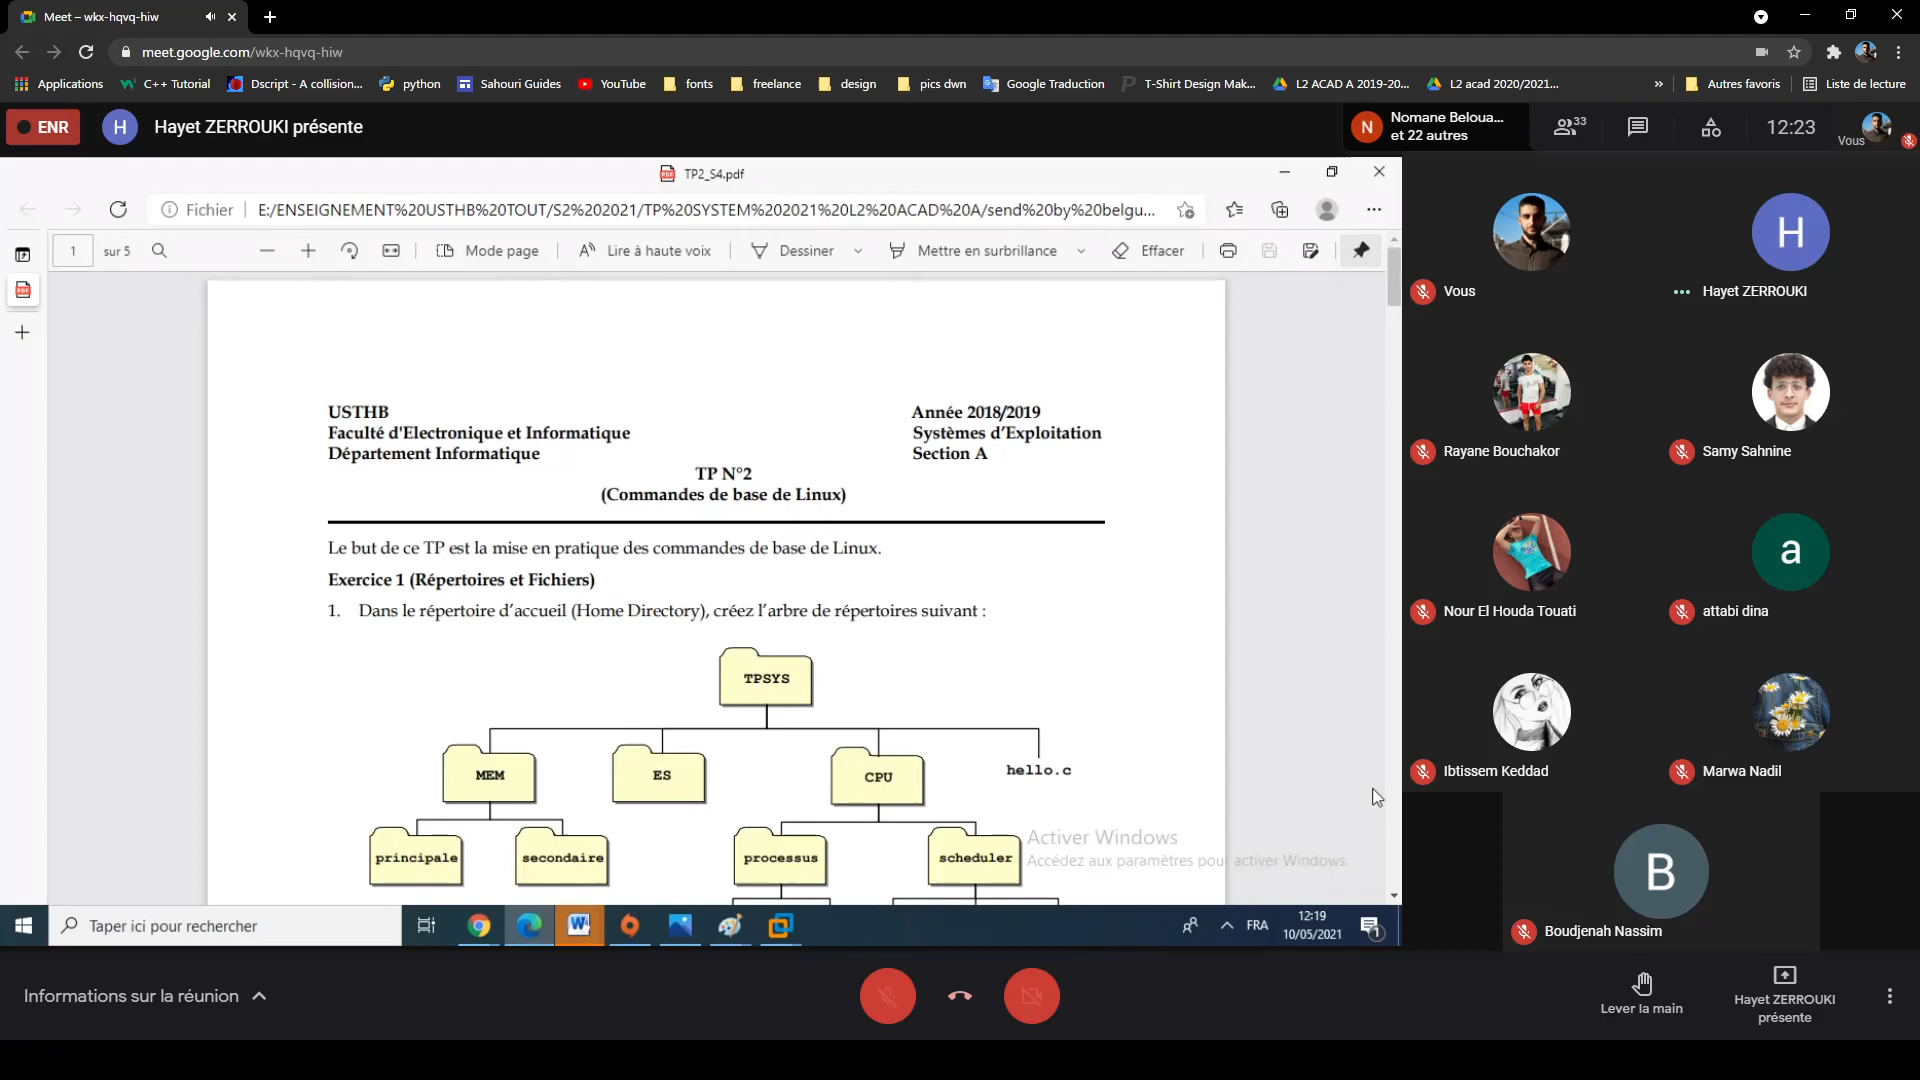 Meet – wkx-hqvq-hiw
meet.google.com/wkx-hqvq-hiw
Applications
C++ Tutorial
Dscript - A collision...
python
Sahouri Guides
YouTube
fonts
freelance
design
pics dwn
Google Traduction
T-Shirt Design Mak...
L2 ACAD A 2019-20...
L2 acad 2020/2021...
»
Autres favoris
Liste de lecture
ENR
H
Hayet ZERROUKI présente
N
Nomane Beloua...
et 22 autres
33
12:23
Vous
TP2_S4.pdf
Fichier
E:/ENSEIGNEMENT%20USTHB%20TOUT/S2%202021/TP%20SYSTEM%202021%20L2%20ACAD%20A/send%20by%20belgu...
1
sur 5
Mode page
Lire à haute voix
Dessiner
Mettre en surbrillance
Effacer
USTHB
Faculté d'Electronique et Informatique
Département Informatique
Année 2018/2019
Systèmes d'Exploitation
Section A
TP N°2
(Commandes de base de Linux)
Le but de ce TP est la mise en pratique des commandes de base de Linux.
Exercice 1 (Répertoires et Fichiers)
1. Dans le répertoire d'accueil (Home Directory), créez l'arbre de répertoires suivant :
TPSYS
MEM
ES
CPU
hello.c
principale
secondaire
processus
scheduler
Activer Windows
Accédez aux paramètres pour activer Windows.
Taper ici pour rechercher
FRA
12:19
10/05/2021
1
Vous
H
Hayet ZERROUKI
Rayane Bouchakor
Samy Sahnine
Nour El Houda Touati
a
attabi dina
Ibtissem Keddad
Marwa Nadil
B
Boudjenah Nassim
Informations sur la réunion
Lever la main
Hayet ZERROUKI
présente